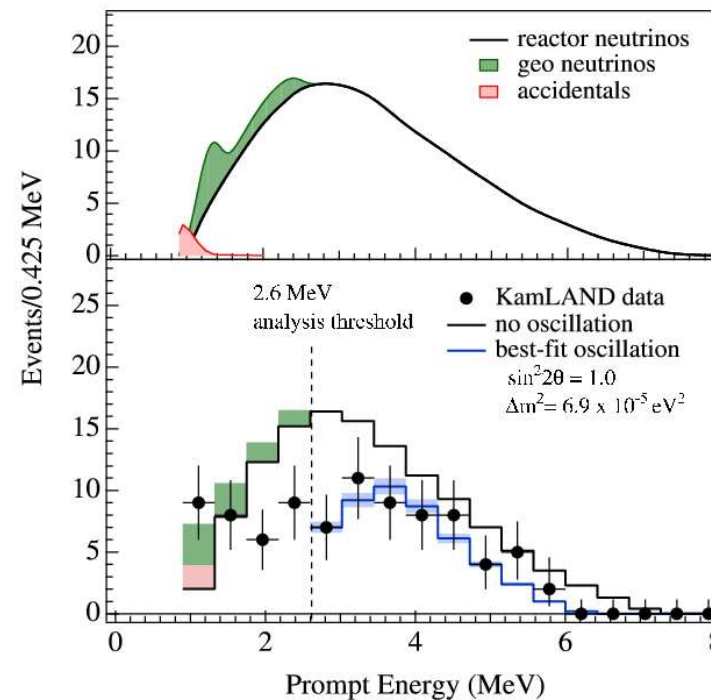 20
15
10
5
0
reactor neutrinos
geo neutrinos
accidentals
Events/0.425 MeV
25
20
15
10
5
0
2.6 MeV
analysis threshold
KamLAND data
no oscillation
best-fit oscillation
sin²2θ = 1.0
Δm² = 6.9 x 10⁻⁵ eV²
0 2 4 6 8
Prompt Energy (MeV)